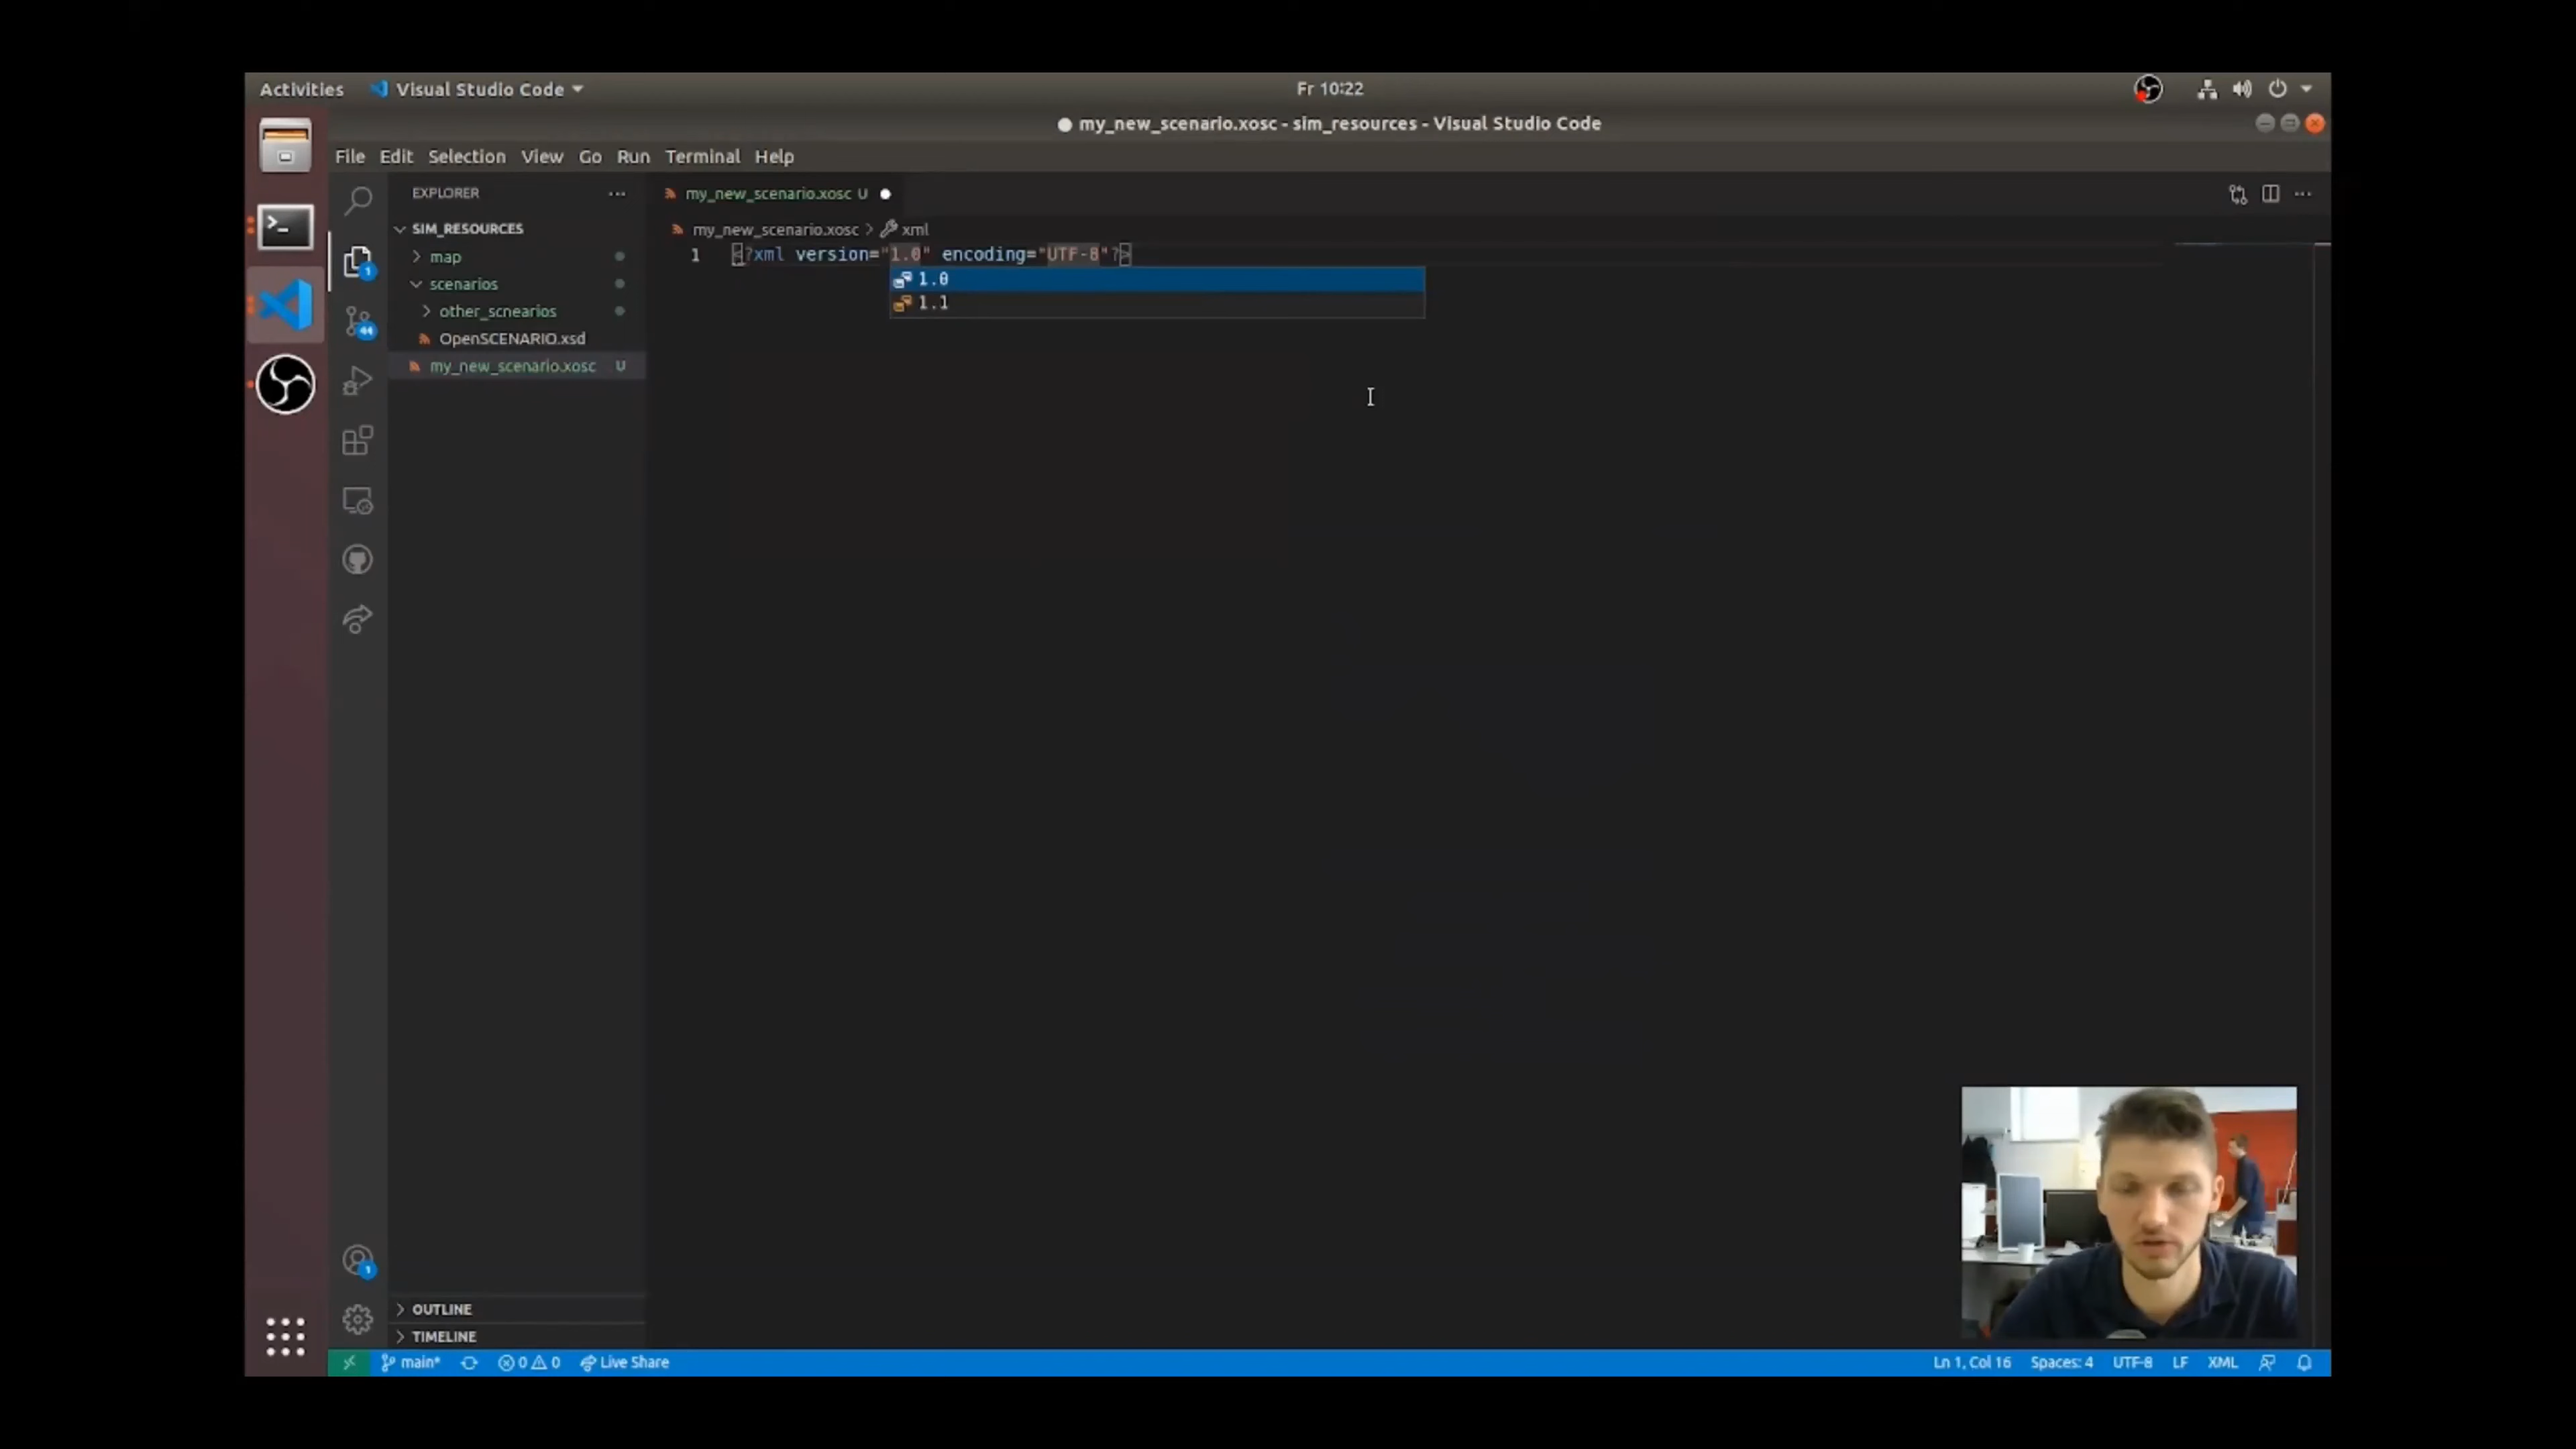 Activities Visual Studio Code Fr 10:22
my_new_scenario.xosc - sim_resources - Visual Studio Code
File Edit Selection View Go Run Terminal Help
EXPLORER
SIM_RESOURCES
map
scenarios
other_scnearios
OpenSCENARIO.xsd
my_new_scenario.xosc U
my_new_scenario.xosc U
my_new_scenario.xosc > xml
1 <?xml version="1.0" encoding="UTF-8"?>
1.0
1.1
1
44
1
OUTLINE
TIMELINE
main* 0 0 Live Share Ln 1, Col 16 Spaces: 4 UTF-8 LF XML